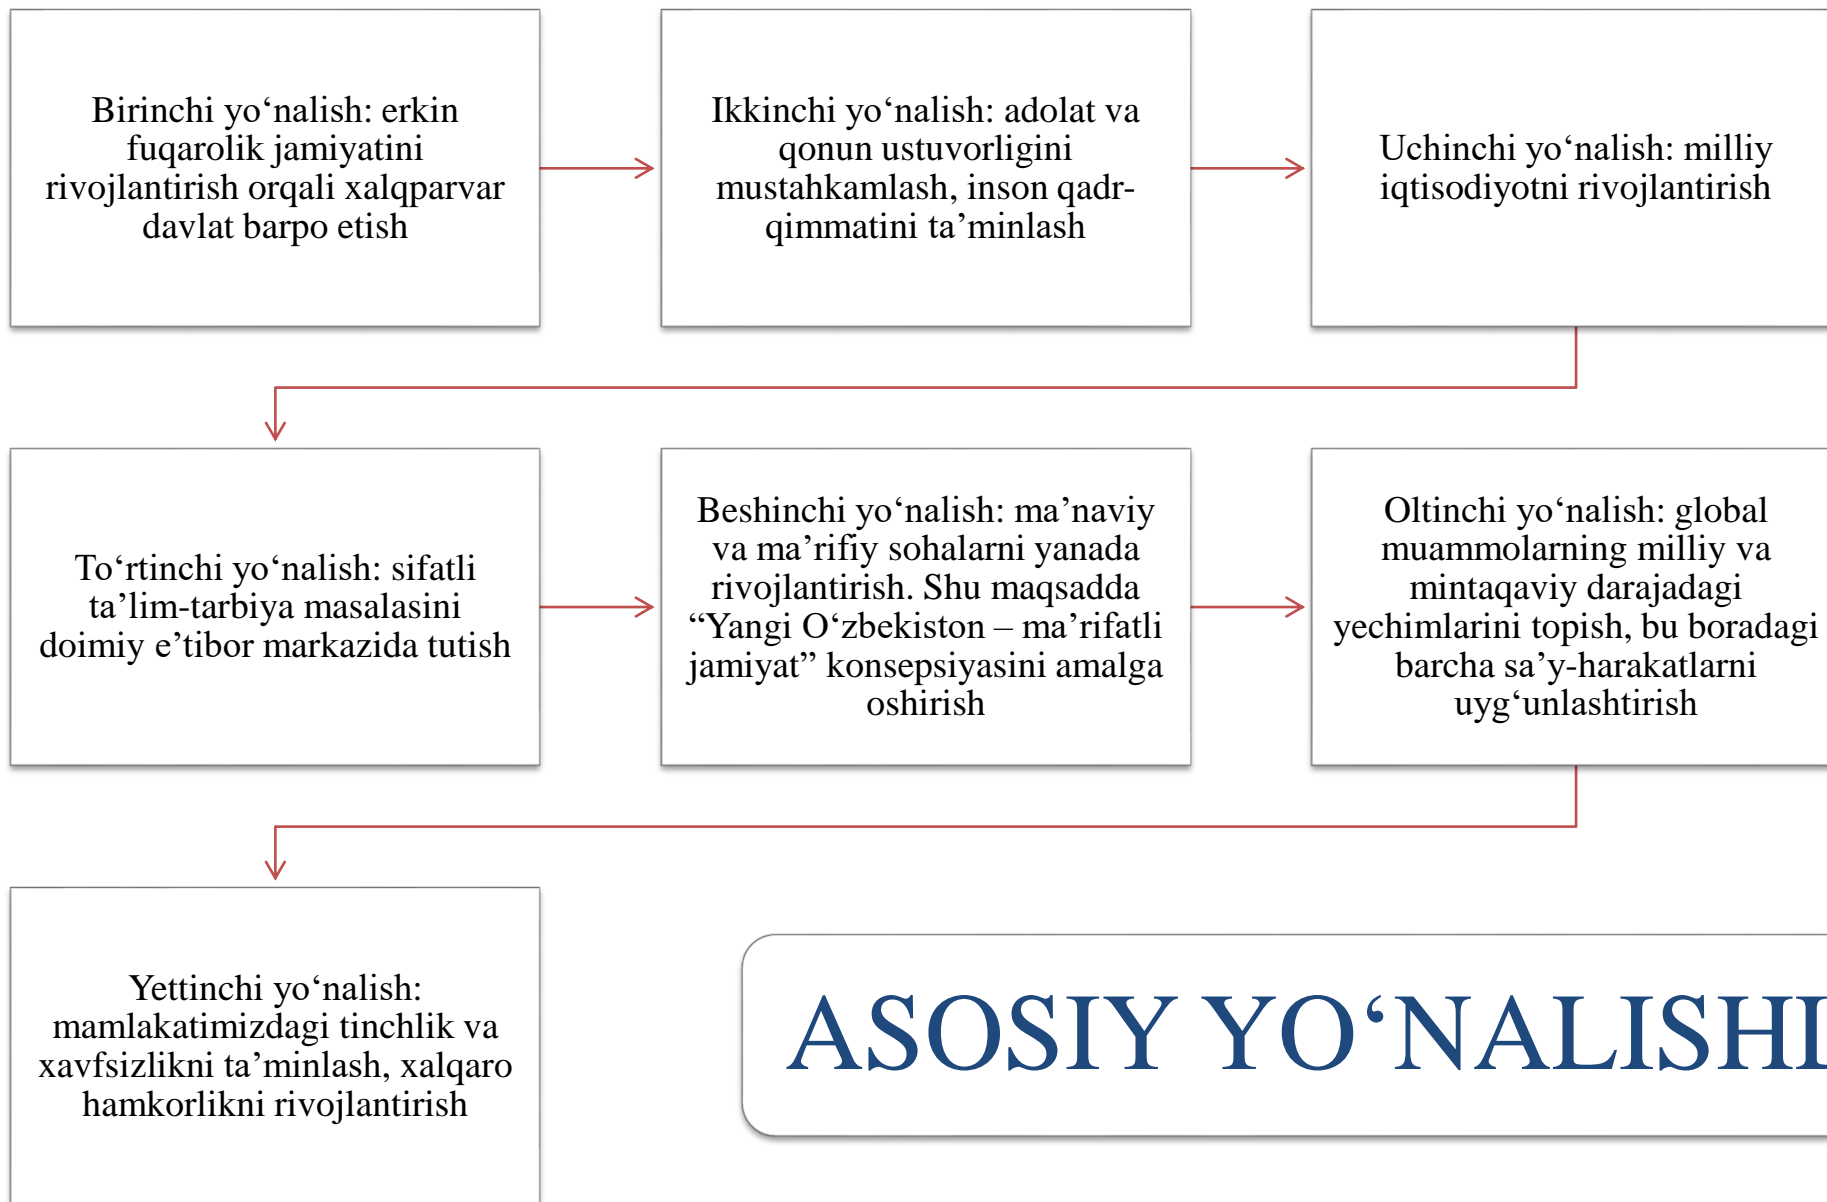 Birinchi yo‘nalish: erkin
fuqarolik jamiyatini
rivojlantirish orqali xalqparvar
davlat barpo etish
Ikkinchi yo‘nalish: adolat va
qonun ustuvorligini
mustahkamlash, inson qadr-
qimmatini ta’minlash
Uchinchi yo‘nalish: milliy
iqtisodiyotni rivojlantirish
To‘rtinchi yo‘nalish: sifatli
ta’lim-tarbiya masalasini
doimiy e’tibor markazida tutish
Beshinchi yo‘nalish: ma’naviy
va ma’rifiy sohalarni yanada
rivojlantirish. Shu maqsadda
“Yangi O‘zbekiston – ma’rifatli
jamiyat” konsepsiyasini amalga
oshirish
Oltinchi yo‘nalish: global
muammolarning milliy va
mintaqaviy darajadagi
yechimlarini topish, bu boradagi
barcha sa’y-harakatlarni
uyg‘unlashtirish
Yettinchi yo‘nalish:
mamlakatimizdagi tinchlik va
xavfsizlikni ta’minlash, xalqaro
hamkorlikni rivojlantirish
ASOSIY